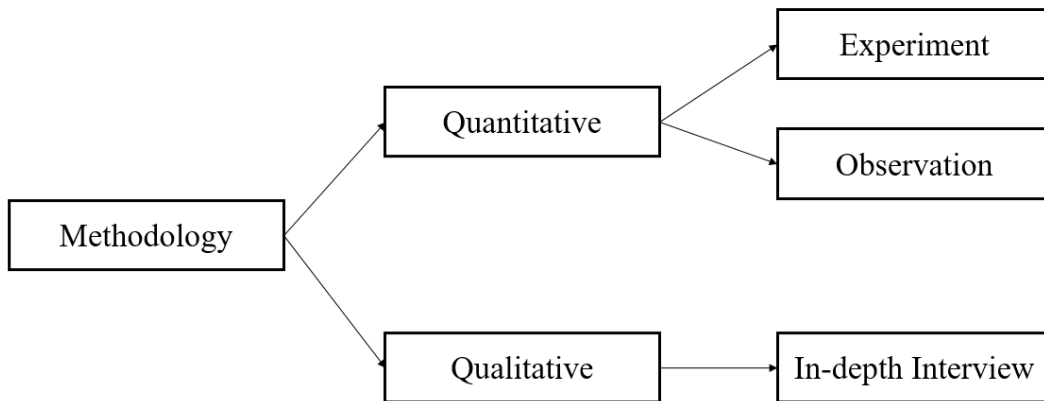 Experiment
Quantitative
Observation
Methodology
Qualitative
In-depth Interview